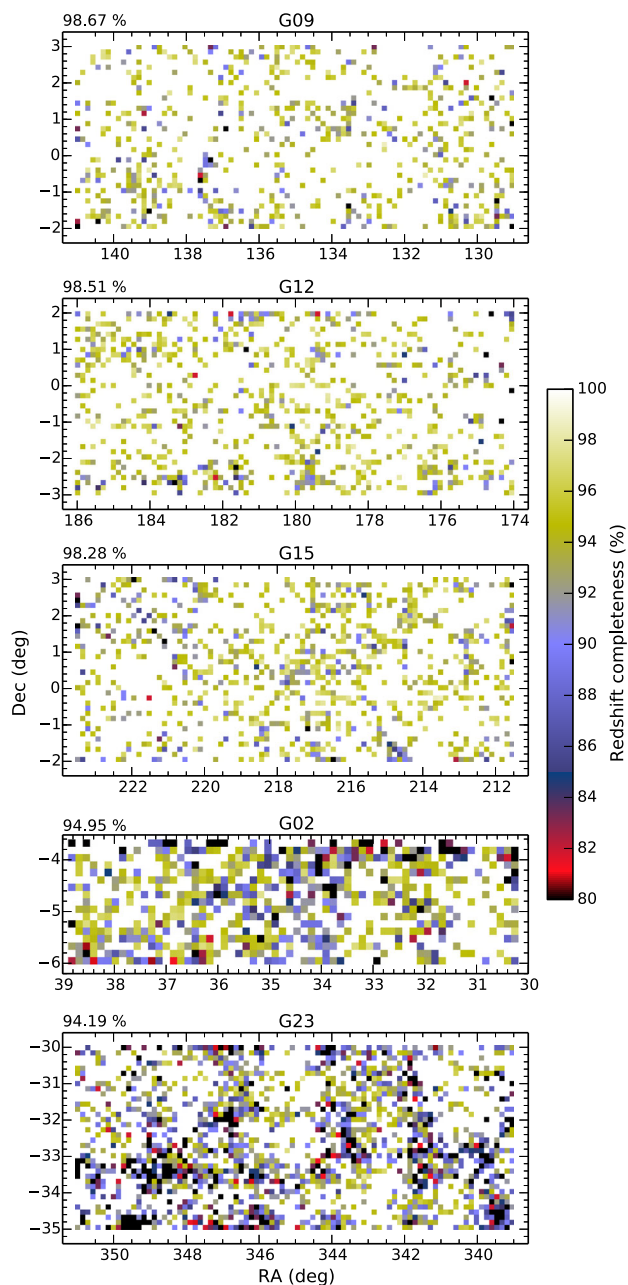 98.67 % G09
3
2
1
0
−1
−2
140 138 136 134 132 130
98.51 % G12
2
1
0
−1
−2
−3
186 184 182 180 178 176 174
98.28 % G15
3
2
1
0
−1
−2
222 220 218 216 214 212
Dec (deg)
94.95 % G02
−4
−5
−6
39 38 37 36 35 34 33 32 31 30
94.19 % G23
−30
−31
−32
−33
−34
−35
350 348 346 344 342 340
RA (deg)
100
98
96
94
92
90
88
86
84
82
80
Redshift completeness (%)